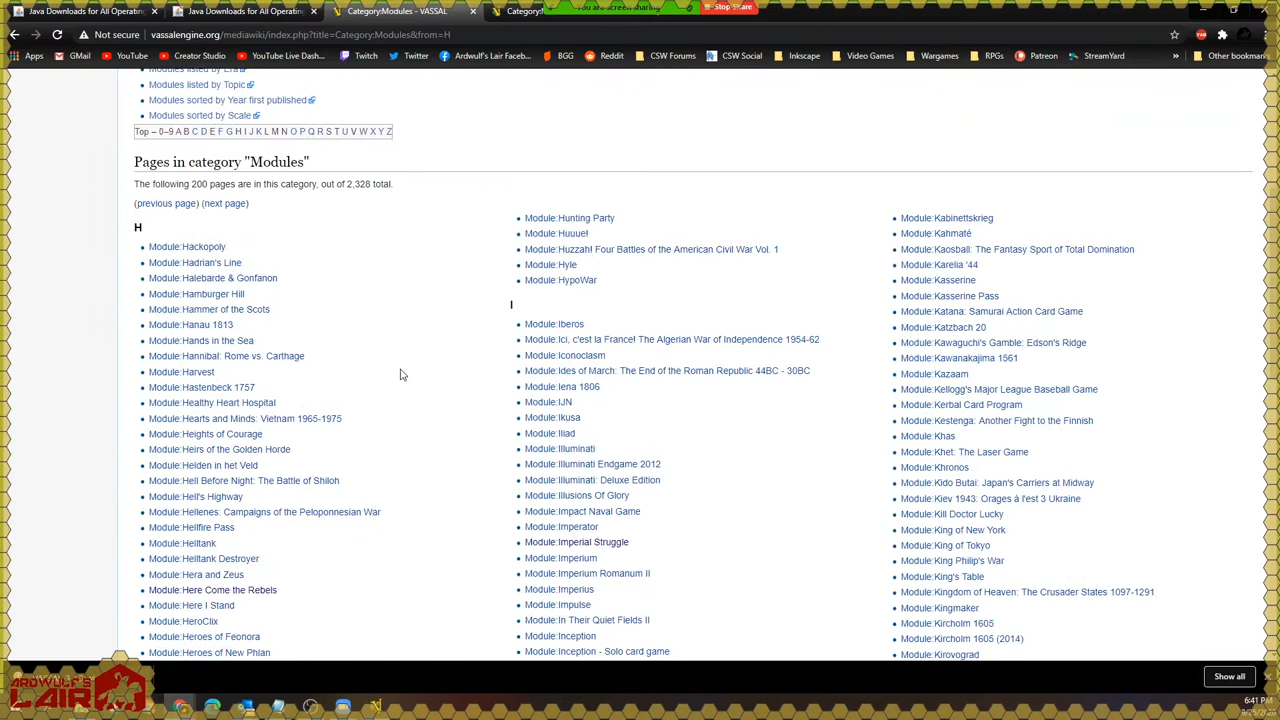 Java Downloads for All Operating
Java Downloads for All Operating
Category:Modules - VASSAL
Category:
You are screen sharing
Stop Share
Not secure
vassalengine.org/mediawiki/index.php?title=Category:Modules&from=H
Apps
GMail
YouTube
Creator Studio
YouTube Live Dash...
Twitch
Twitter
Ardwulf's Lair Faceb...
BGG
Reddit
CSW Forums
CSW Social
Inkscape
Video Games
Wargames
RPGs
Patreon
StreamYard
»
Other bookmarks
Modules listed by Era
Modules listed by Topic
Modules sorted by Year first published
Modules sorted by Scale
Top – 0–9 A B C D E F G H I J K L M N O P Q R S T U V W X Y Z
Pages in category "Modules"
The following 200 pages are in this category, out of 2,328 total.
(previous page) (next page)
H
Module:Hackopoly
Module:Hadrian's Line
Module:Halebarde & Gonfanon
Module:Hamburger Hill
Module:Hammer of the Scots
Module:Hanau 1813
Module:Hands in the Sea
Module:Hannibal: Rome vs. Carthage
Module:Harvest
Module:Hastenbeck 1757
Module:Healthy Heart Hospital
Module:Hearts and Minds: Vietnam 1965-1975
Module:Heights of Courage
Module:Heirs of the Golden Horde
Module:Helden in het Veld
Module:Hell Before Night: The Battle of Shiloh
Module:Hell's Highway
Module:Hellenes: Campaigns of the Peloponnesian War
Module:Hellfire Pass
Module:Helltank
Module:Helltank Destroyer
Module:Hera and Zeus
Module:Here Come the Rebels
Module:Here I Stand
Module:HeroClix
Module:Heroes of Feonora
Module:Heroes of New Phlan
Module:Hunting Party
Module:Huuue!
Module:Huzzah! Four Battles of the American Civil War Vol. 1
Module:Hyle
Module:HypoWar
I
Module:Iberos
Module:Ici, c'est la France! The Algerian War of Independence 1954-62
Module:Iconoclasm
Module:Ides of March: The End of the Roman Republic 44BC - 30BC
Module:Iena 1806
Module:IJN
Module:Ikusa
Module:Iliad
Module:Illuminati
Module:Illuminati Endgame 2012
Module:Illuminati: Deluxe Edition
Module:Illusions Of Glory
Module:Impact Naval Game
Module:Imperator
Module:Imperial Struggle
Module:Imperium
Module:Imperium Romanum II
Module:Imperius
Module:Impulse
Module:In Their Quiet Fields II
Module:Inception
Module:Inception - Solo card game
Module:Kabinettskrieg
Module:Kahmaté
Module:Kaosball: The Fantasy Sport of Total Domination
Module:Karelia '44
Module:Kasserine
Module:Kasserine Pass
Module:Katana: Samurai Action Card Game
Module:Katzbach 20
Module:Kawaguchi's Gamble: Edson's Ridge
Module:Kawanakajima 1561
Module:Kazaam
Module:Kellogg's Major League Baseball Game
Module:Kerbal Card Program
Module:Kestenga: Another Fight to the Finnish
Module:Khas
Module:Khet: The Laser Game
Module:Khronos
Module:Kido Butai: Japan's Carriers at Midway
Module:Kiev 1943: Orages à l'est 3 Ukraine
Module:Kill Doctor Lucky
Module:King of New York
Module:King of Tokyo
Module:King Philip's War
Module:King's Table
Module:Kingdom of Heaven: The Crusader States 1097-1291
Module:Kingmaker
Module:Kircholm 1605
Module:Kircholm 1605 (2014)
Module:Kirovograd
Show all
ARDWULF'S
LAIR
6:41 PM